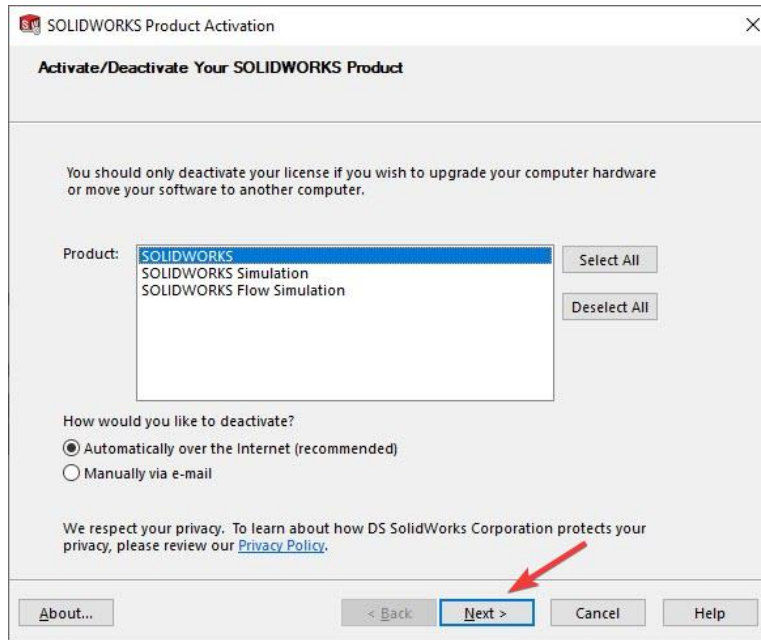 SOLIDWORKS Product Activation
Activate/Deactivate Your SOLIDWORKS Product
You should only deactivate your license if you wish to upgrade your computer hardware
or move your software to another computer.
Product:
SOLIDWORKS
SOLIDWORKS Simulation
SOLIDWORKS Flow Simulation
Select All
Deselect All
How would you like to deactivate?
Automatically over the Internet (recommended)
Manually via e-mail
We respect your privacy. To learn about how DS SolidWorks Corporation protects your
privacy, please review our Privacy Policy.
About... < Back Next > Cancel Help